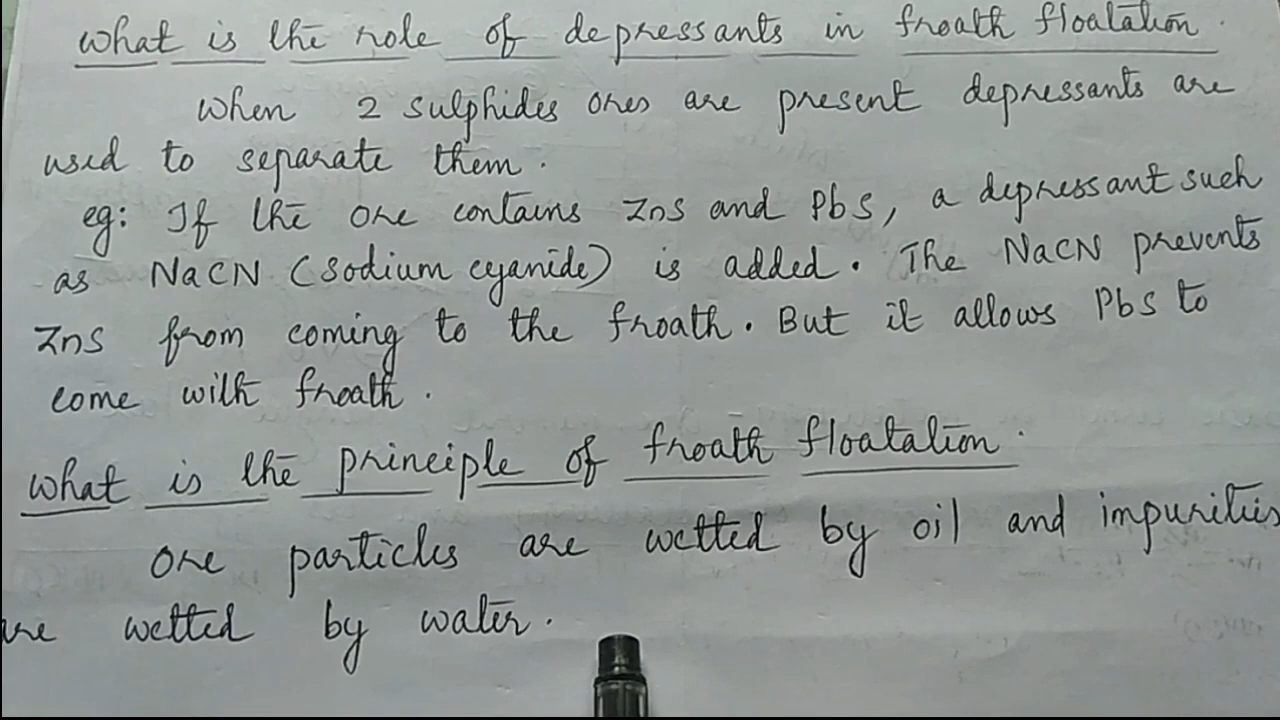 What is the role of depressants in froath floatation.
When 2 sulphides ores are present depressants are
used to separate them.
eg: If the ore contains ZnS and PbS, a depressant such
as NaCN (sodium cyanide) is added. The NaCN prevents
ZnS from coming to the froath. But it allows PbS to
come with froath.
What is the principle of froath floatation.
Ore particles are wetted by oil and impurities
are wetted by water.